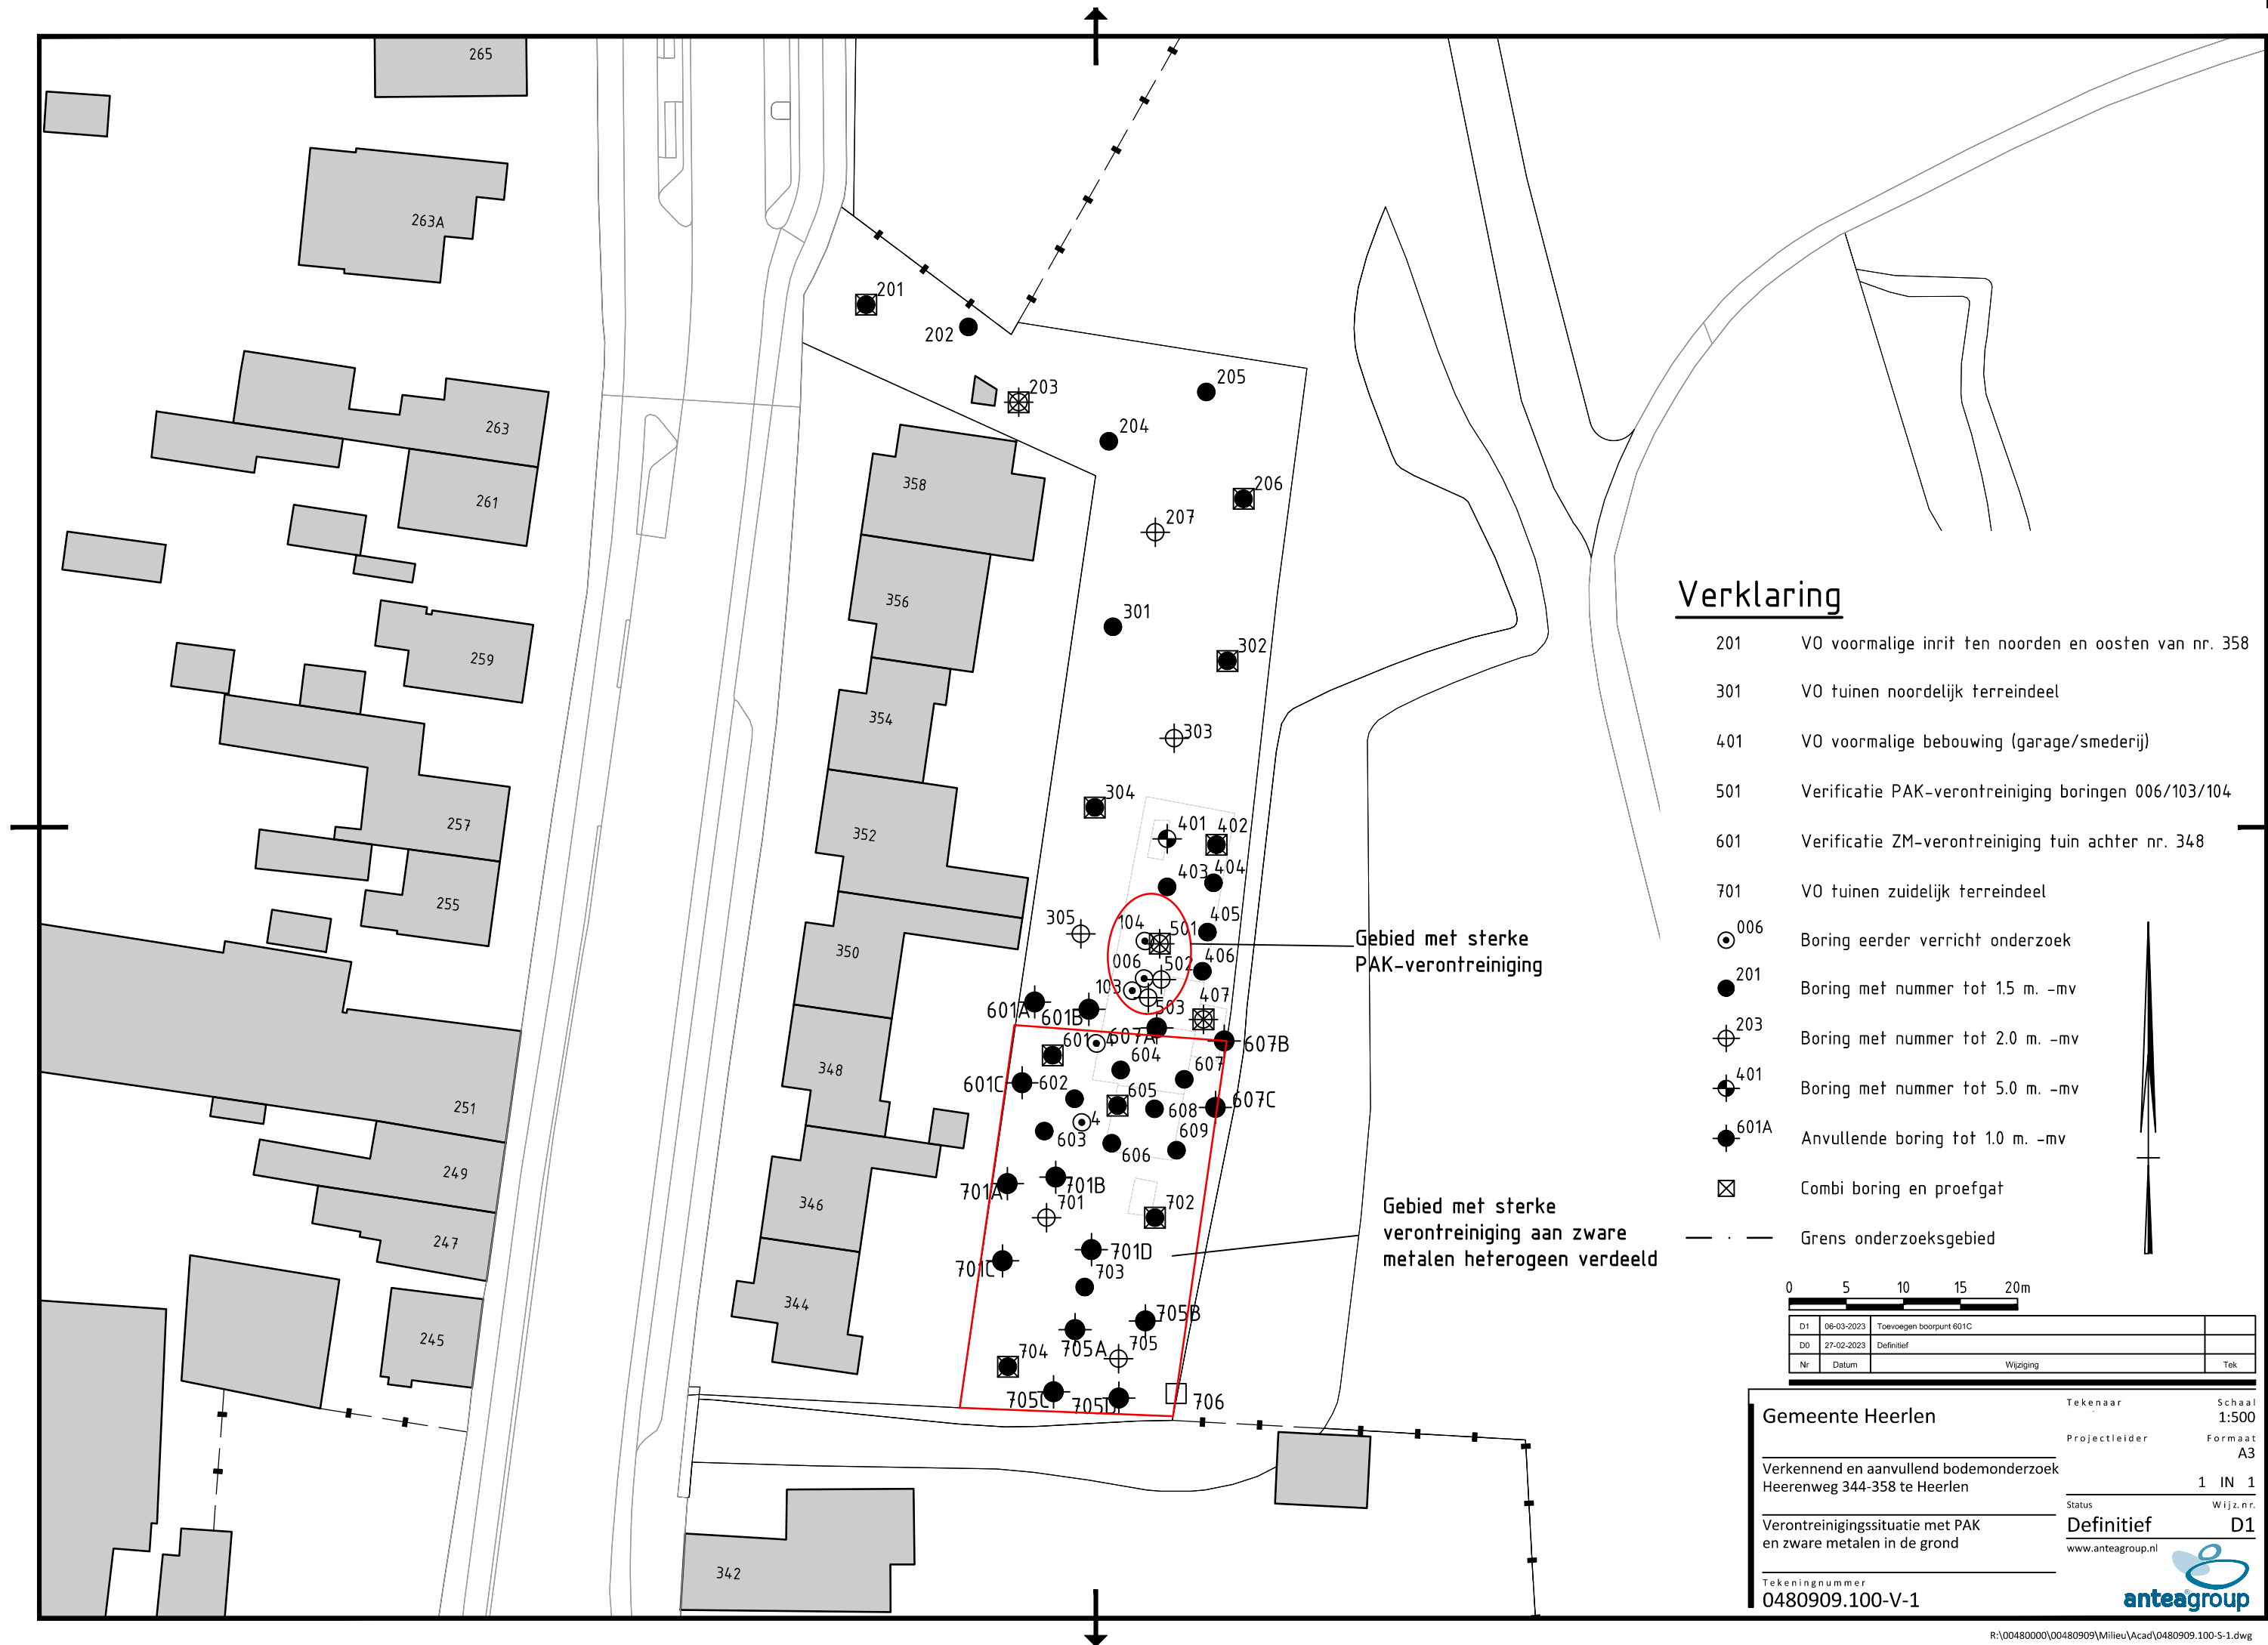 265
263A
263
261
259
257
255
251
249
247
245
358
356
354
352
350
348
346
344
342
201
202
203
204
205
206
207
301
302
303
304
305
401
402
403
404
405
406
407
104
501
006
502
103
503
601A
601B
607A
607B
601
4
604
607
601C
602
605
607C
608
4
603
606
609
701A
701B
701
702
701C
701D
703
705B
705A
705
704
705C
705D
706
Gebied met sterke
PAK-verontreiniging
Gebied met sterke
verontreiniging aan zware
metalen heterogeen verdeeld
Verklaring
201 VO voormalige inrit ten noorden en oosten van nr. 358
301 VO tuinen noordelijk terreindeel
401 VO voormalige bebouwing (garage/smederij)
501 Verificatie PAK-verontreiniging boringen 006/103/104
601 Verificatie ZM-verontreiniging tuin achter nr. 348
701 VO tuinen zuidelijk terreindeel
006 Boring eerder verricht onderzoek
201 Boring met nummer tot 1.5 m. -mv
203 Boring met nummer tot 2.0 m. -mv
401 Boring met nummer tot 5.0 m. -mv
601A Anvullende boring tot 1.0 m. -mv
Combi boring en proefgat
Grens onderzoeksgebied
0 5 10 15 20m
D1 06-03-2023 Toevoegen boorpunt 601C
D0 27-02-2023 Definitief
Nr Datum Wijziging Tek
Gemeente Heerlen
Verkennend en aanvullend bodemonderzoek
Heerenweg 344-358 te Heerlen
Verontreinigingssituatie met PAK
en zware metalen in de grond
Tekeningnummer
0480909.100-V-1
Tekenaar Schaal
1:500
Projectleider Formaat
A3
1 IN 1
Status Wijz.nr.
Definitief D1
www.anteagroup.nl
anteagroup
R:\00480000\00480909\Milieu\Acad\0480909.100-S-1.dwg